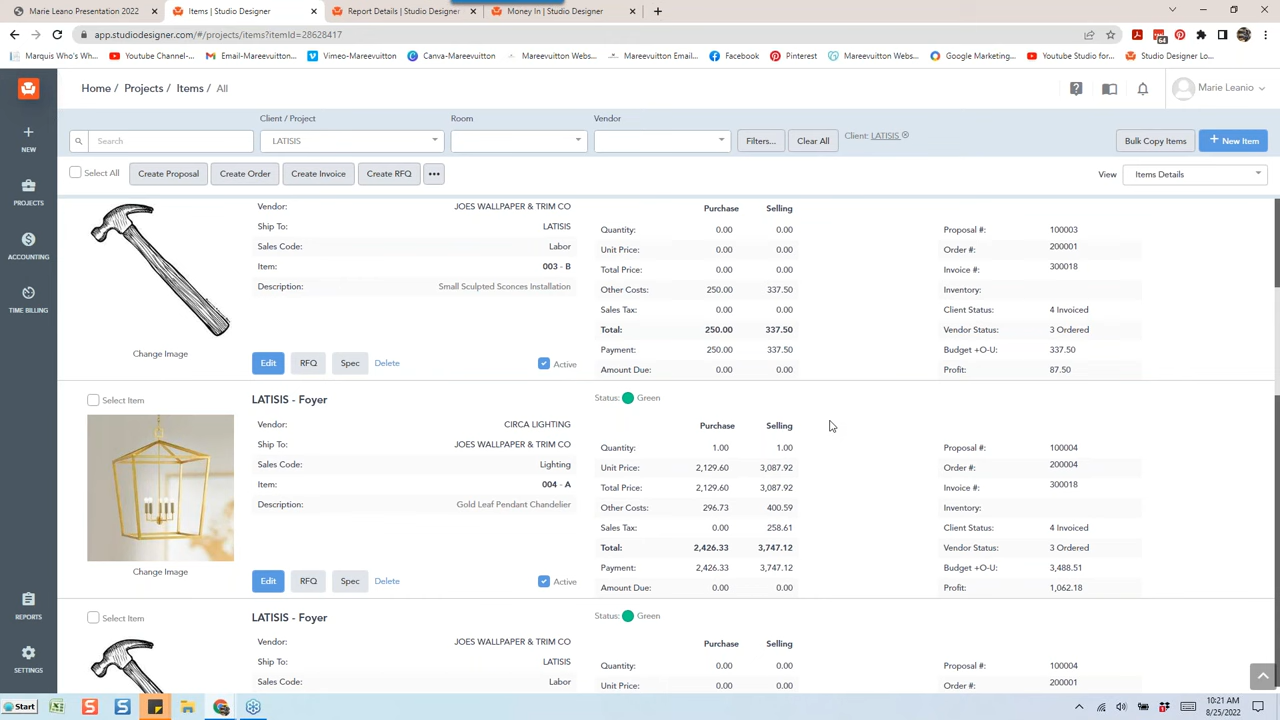 Marie Leano Presentation 2022
Items | Studio Designer
Report Details | Studio Designer
Money In | Studio Designer
app.studiodesigner.com/#/projects/items?itemId=28628417
Marquis Who's Wh...
Youtube Channel-...
Email-Mareevuitton
Vimeo-Mareevuitton
Canva-Mareevuitton
Mareevuitton Web...
Mareevuitton Web...
Facebook
Pinterest
Google Marketing...
Youtube Studio for...
Studio Designer Lo...
Home / Projects / Items / All
Marie Leanio
Client / Project
Room
Vendor
Search
LATISIS
Filters...
Clear All
Client: LATISIS
Bulk Copy Items
+ New Item
NEW
Select All
Create Proposal
Create Order
Create Invoice
Create RFQ
•••
View
Items Details
PROJECTS
ACCOUNTING
TIME BILLING
REPORTS
SETTINGS
Vendor: JOES WALLPAPER & TRIM CO
Ship To: LATISIS
Sales Code: Labor
Item: 003 - B
Description: Small Sculpted Sconces Installation
Change Image
Edit
RFQ
Spec
Delete
Active
Purchase Selling
Quantity: 0.00 0.00
Unit Price: 0.00 0.00
Total Price: 0.00 0.00
Other Costs: 250.00 337.50
Sales Tax: 0.00 0.00
Total: 250.00 337.50
Payment: 250.00 337.50
Amount Due: 0.00 0.00
Proposal #: 100003
Order #: 200001
Invoice #: 300018
Inventory:
Client Status: 4 Invoiced
Vendor Status: 3 Ordered
Budget +O-U: 337.50
Profit: 87.50
Select Item
LATISIS - Foyer
Status: Green
Vendor: CIRCA LIGHTING
Ship To: JOES WALLPAPER & TRIM CO
Sales Code: Lighting
Item: 004 - A
Description: Gold Leaf Pendant Chandelier
Change Image
Edit
RFQ
Spec
Delete
Active
Purchase Selling
Quantity: 1.00 1.00
Unit Price: 2,129.60 3,087.92
Total Price: 2,129.60 3,087.92
Other Costs: 296.73 400.59
Sales Tax: 0.00 258.61
Total: 2,426.33 3,747.12
Payment: 2,426.33 3,747.12
Amount Due: 0.00 0.00
Proposal #: 100004
Order #: 200004
Invoice #: 300018
Inventory:
Client Status: 4 Invoiced
Vendor Status: 3 Ordered
Budget +O-U: 3,488.51
Profit: 1,062.18
Select Item
LATISIS - Foyer
Status: Green
Vendor: JOES WALLPAPER & TRIM CO
Ship To: LATISIS
Sales Code: Labor
Purchase Selling
Quantity: 0.00 0.00
Unit Price: 0.00 0.00
Proposal #: 100004
Order #: 200001
Start
10:21 AM
8/25/2022